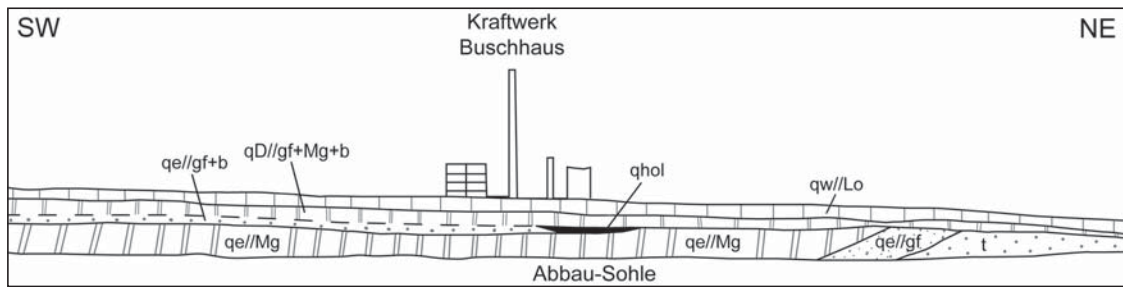 SW
Kraftwerk
Buschhaus
NE
qe//gf+b
qD//gf+Mg+b
qhol
qw//Lo
qe//Mg
qe//Mg
qe//gf
t
Abbau-Sohle